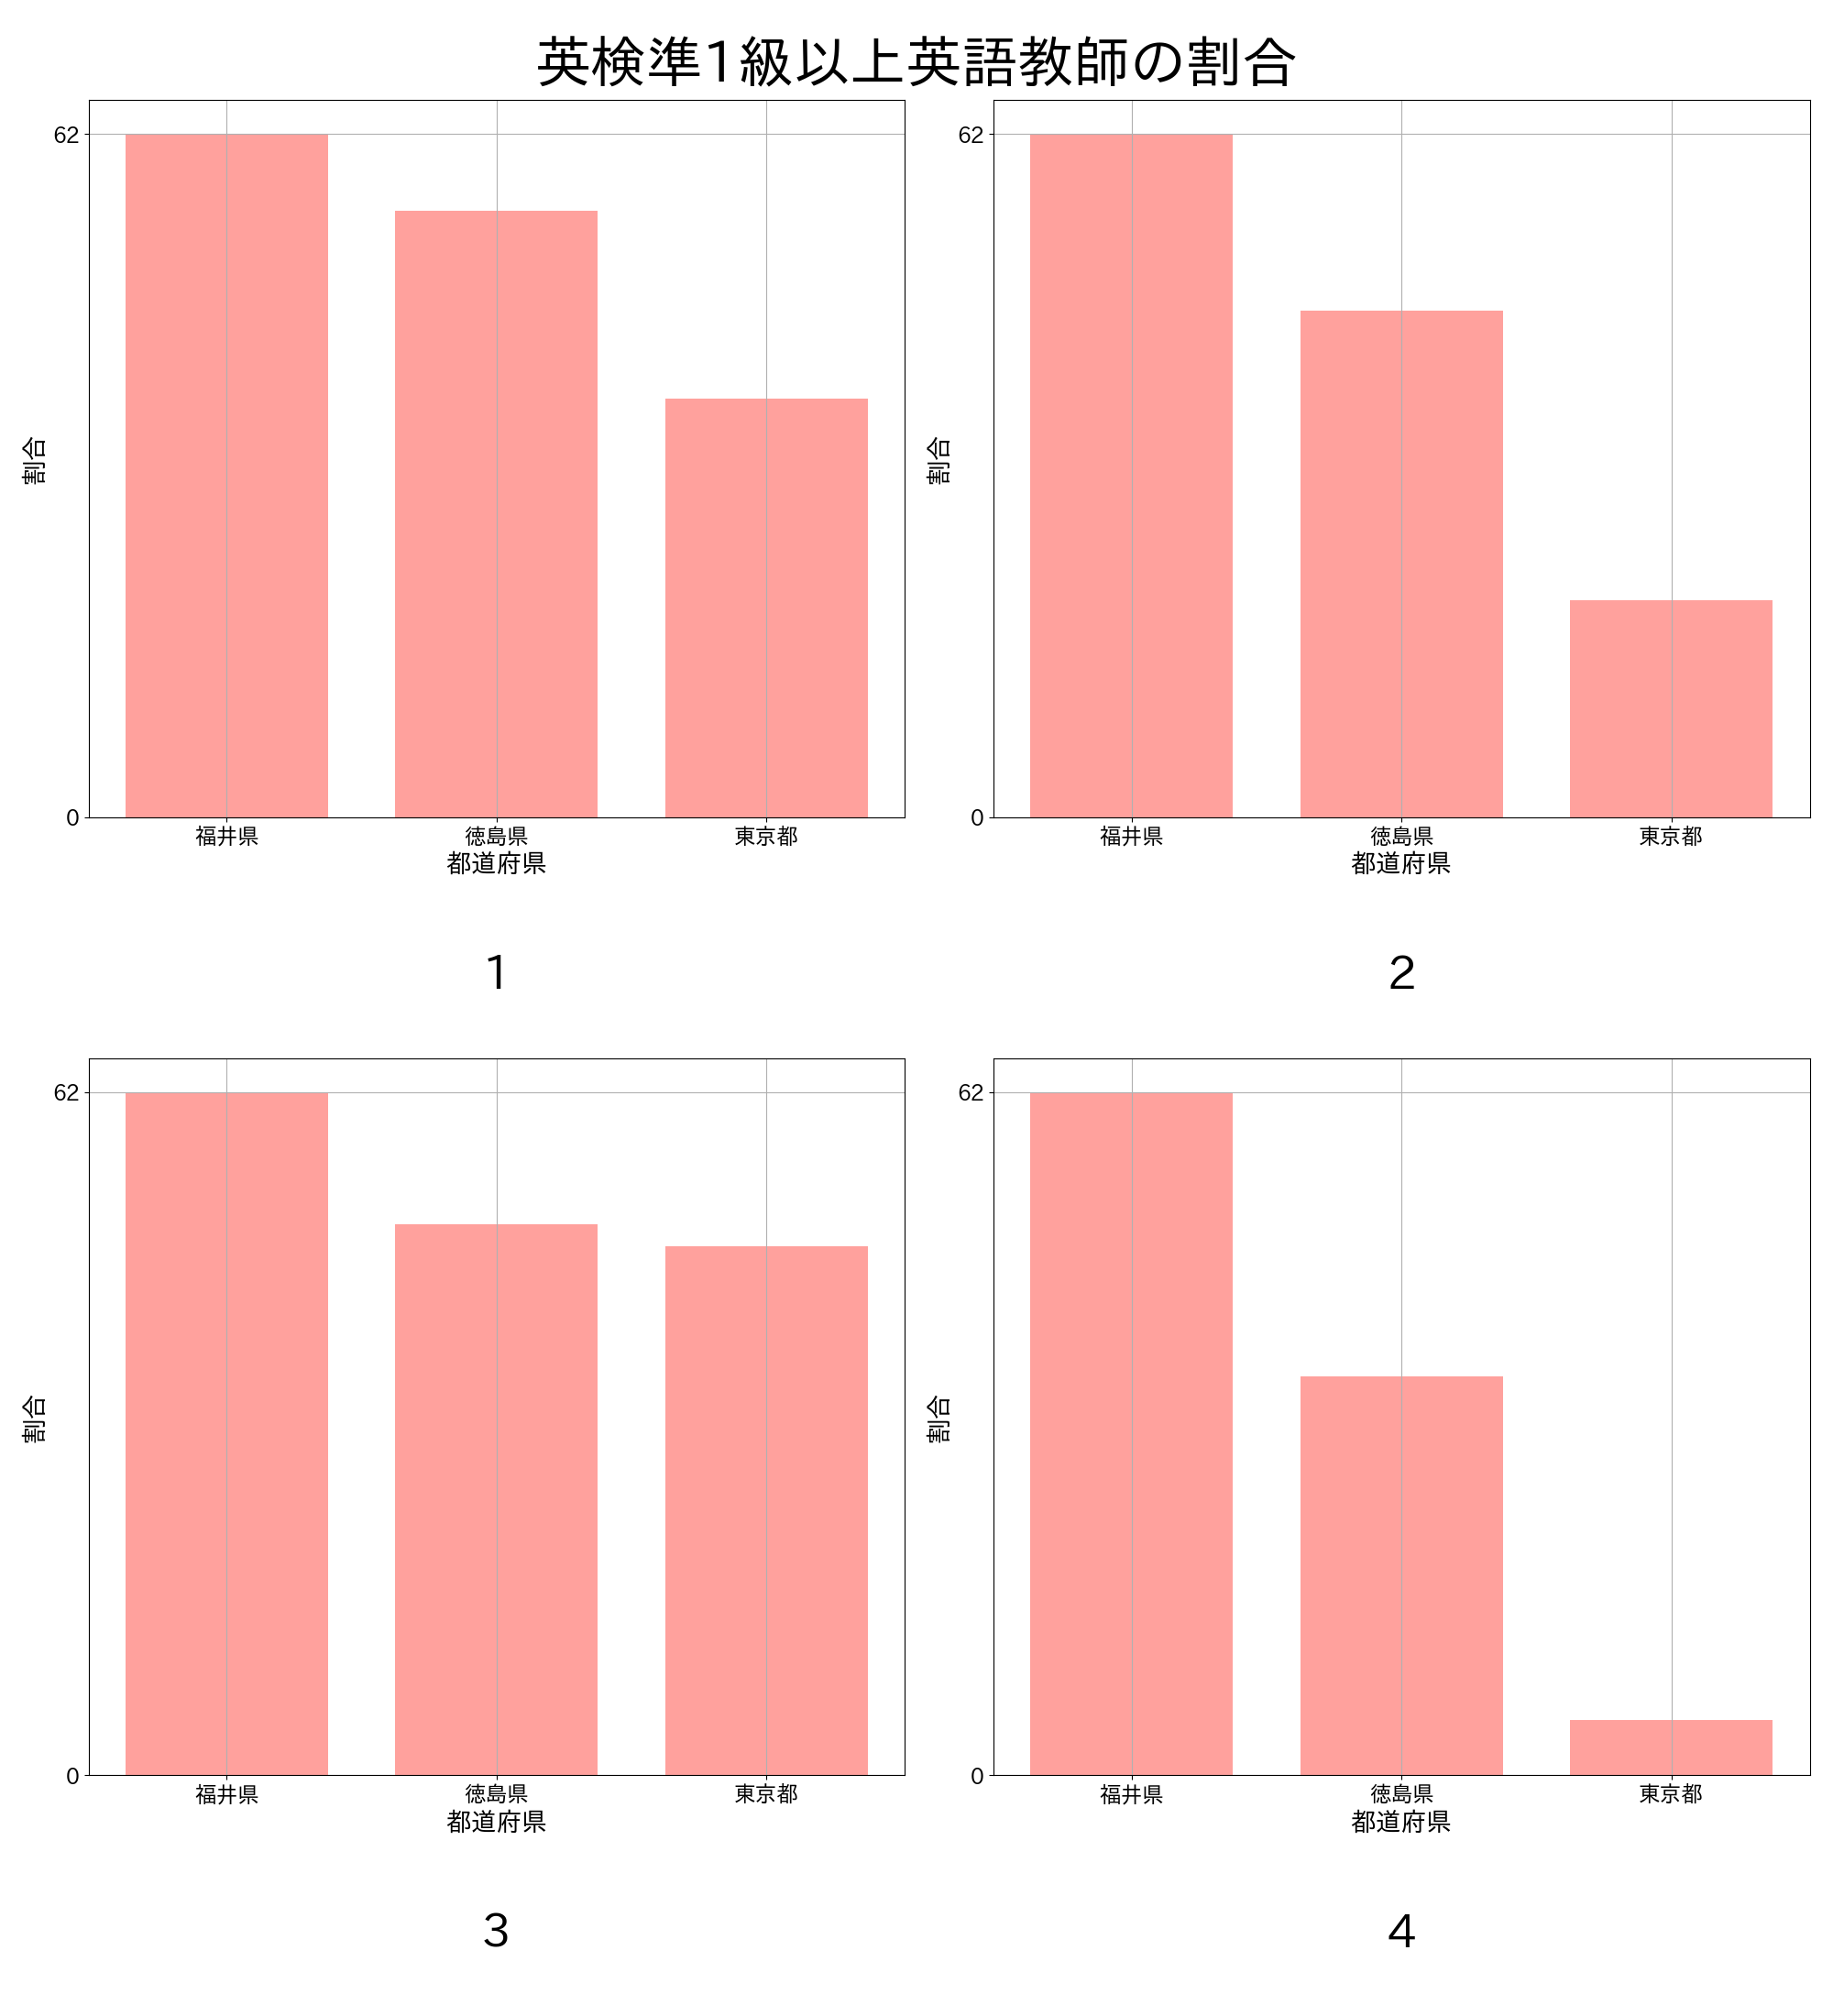 英検準1級以上英語教師の割合
62
0
割合
福井県
徳島県
東京都
都道府県
1
62
0
割合
福井県
徳島県
東京都
都道府県
2
62
0
割合
福井県
徳島県
東京都
都道府県
3
62
0
割合
福井県
徳島県
東京都
都道府県
4